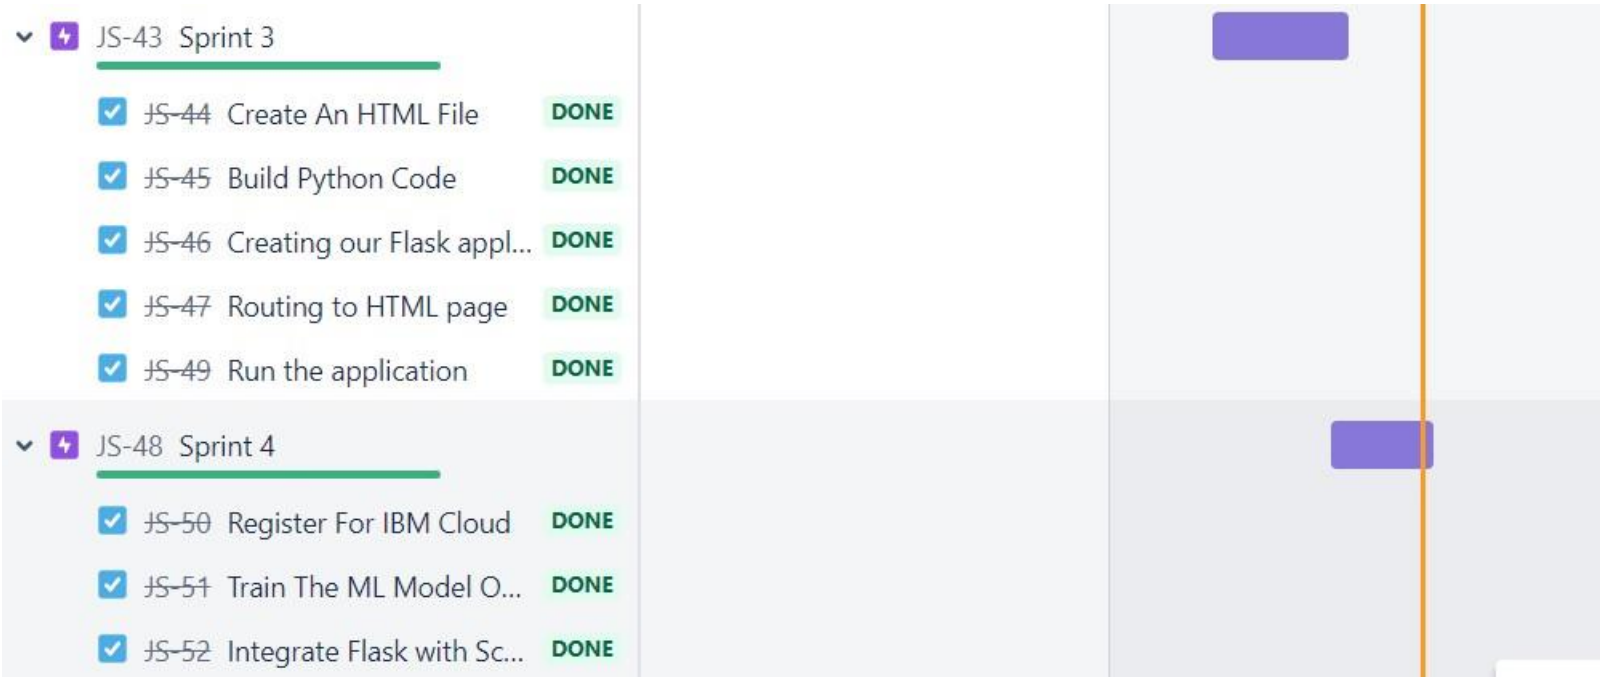 JS-43 Sprint 3
JS-44 Create An HTML File DONE
JS-45 Build Python Code DONE
JS-46 Creating our Flask appl... DONE
JS-47 Routing to HTML page DONE
JS-49 Run the application DONE
JS-48 Sprint 4
JS-50 Register For IBM Cloud DONE
JS-51 Train The ML Model O... DONE
JS-52 Integrate Flask with Sc... DONE